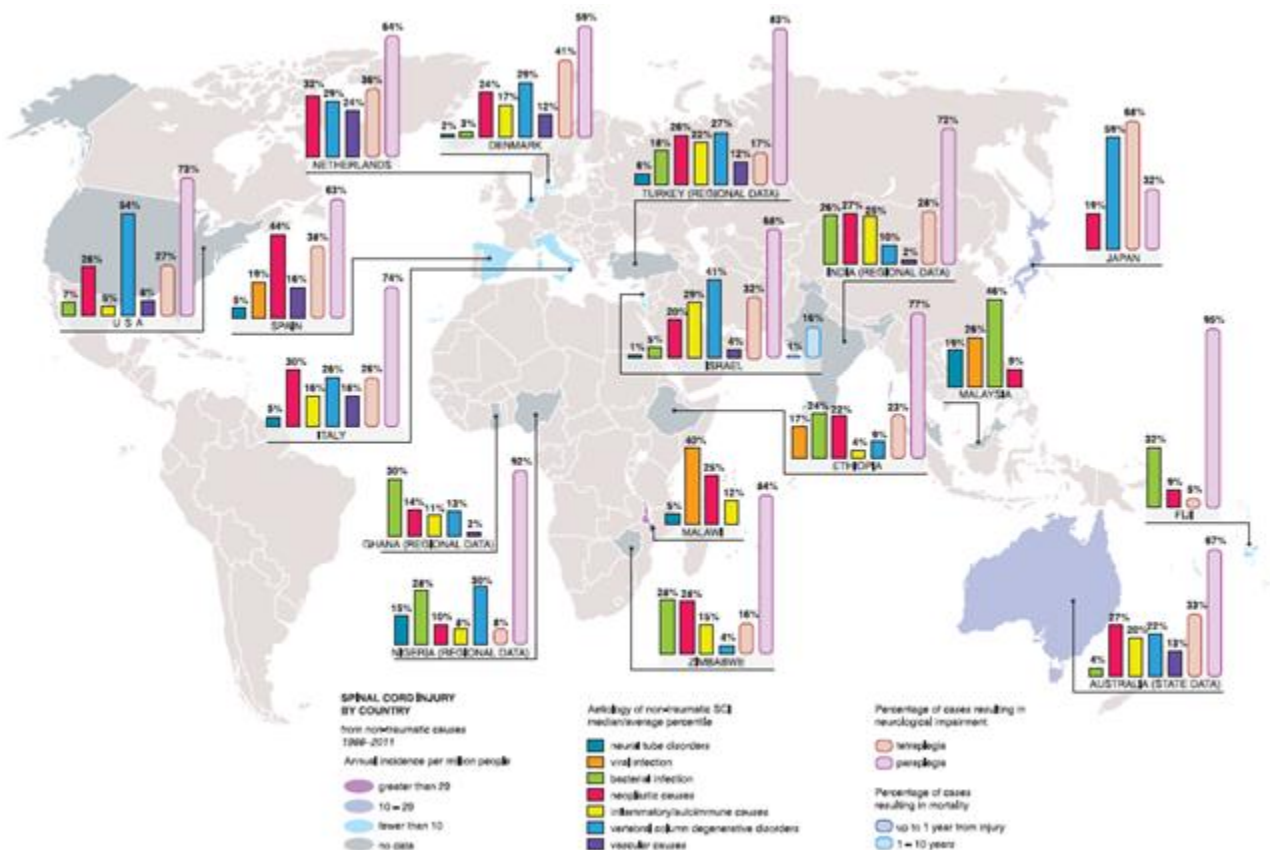 64%
59%
83%
32% 29% 24% 36%
NETHERLANDS
2% 3% 24% 17% 29% 12% 41%
DENMARK
6% 18% 26% 22% 27% 12% 17%
TURKEY (REGIONAL DATA)
72%
26% 27% 25% 10% 2% 28%
INDIA (REGIONAL DATA)
19% 59% 68% 32%
JAPAN
73%
7% 26% 5% 54% 8% 27%
U S A
63%
5% 19% 44% 16% 38%
SPAIN
68%
1% 5% 20% 29% 41% 4% 32% 1% 16%
ISRAEL
74%
5% 30% 16% 26% 16% 26%
ITALY
19% 26% 46% 9%
MALAYSIA
77%
17% 24% 22% 4% 9% 23%
ETHIOPIA
95%
32% 9% 5%
FIJI
30% 14% 11% 13% 2%
GHANA (REGIONAL DATA)
5% 40% 25% 12%
MALAWI
92%
15% 28% 10% 8% 30% 8%
NIGERIA (REGIONAL DATA)
84%
28% 28% 15% 4% 16%
ZIMBABWE
67%
4% 27% 20% 22% 13% 33%
AUSTRALIA (STATE DATA)
SPINAL CORD INJURY
BY COUNTRY
from non-traumatic causes
Annual incidence per million people
greater than 29
10 – 29
fewer than 10
no data
Aetiology of non-traumatic SCI
median/average percentile
neural tube disorders
viral infection
bacterial infection
neoplastic causes
inflammatory/autoimmune causes
vertebral column degenerative disorders
vascular causes
Percentage of cases resulting in
neurological impairment
tetraplegia
paraplegia
Percentage of cases
resulting in mortality
up to 1 year from injury
1 – 10 years